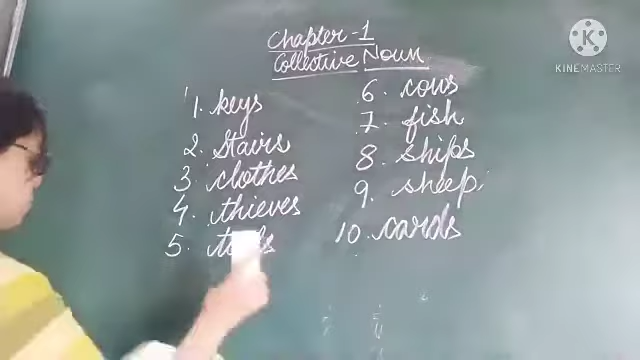 Chapter-1
Collective Noun
1. keys
2. stairs
3. clothes
4. thieves
5.
6. cows
7. fish
8. ships
9. sheep
10. cards
K
KINEMASTER